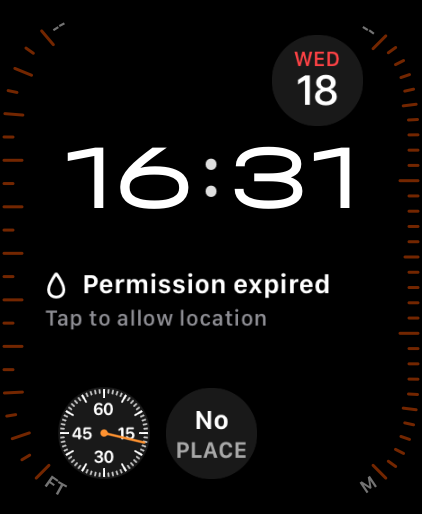 --
--
WED
18
16:31
Permission expired
Tap to allow location
60
45
15
30
No
PLACE
FT
M